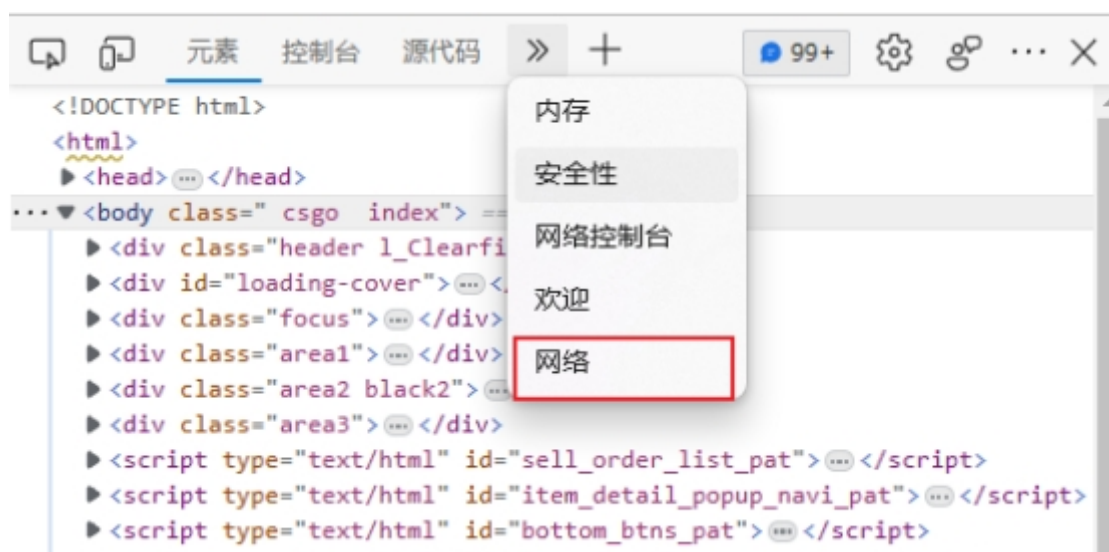 元素 控制台 源代码 » + 99+ ···
<!DOCTYPE html>
内存
<html>
<head> ··· </head>
安全性
··· <body class=" csgo index"> ==
网络控制台
<div class="header l_Clearfi
<div id="loading-cover"> ··· <
欢迎
<div class="focus"> ··· </div>
<div class="area1"> ··· </div>
网络
<div class="area2 black2"> ···
<div class="area3"> ··· </div>
<script type="text/html" id="sell_order_list_pat"> ··· </script>
<script type="text/html" id="item_detail_popup_navi_pat"> ··· </script>
<script type="text/html" id="bottom_btns_pat"> ··· </script>